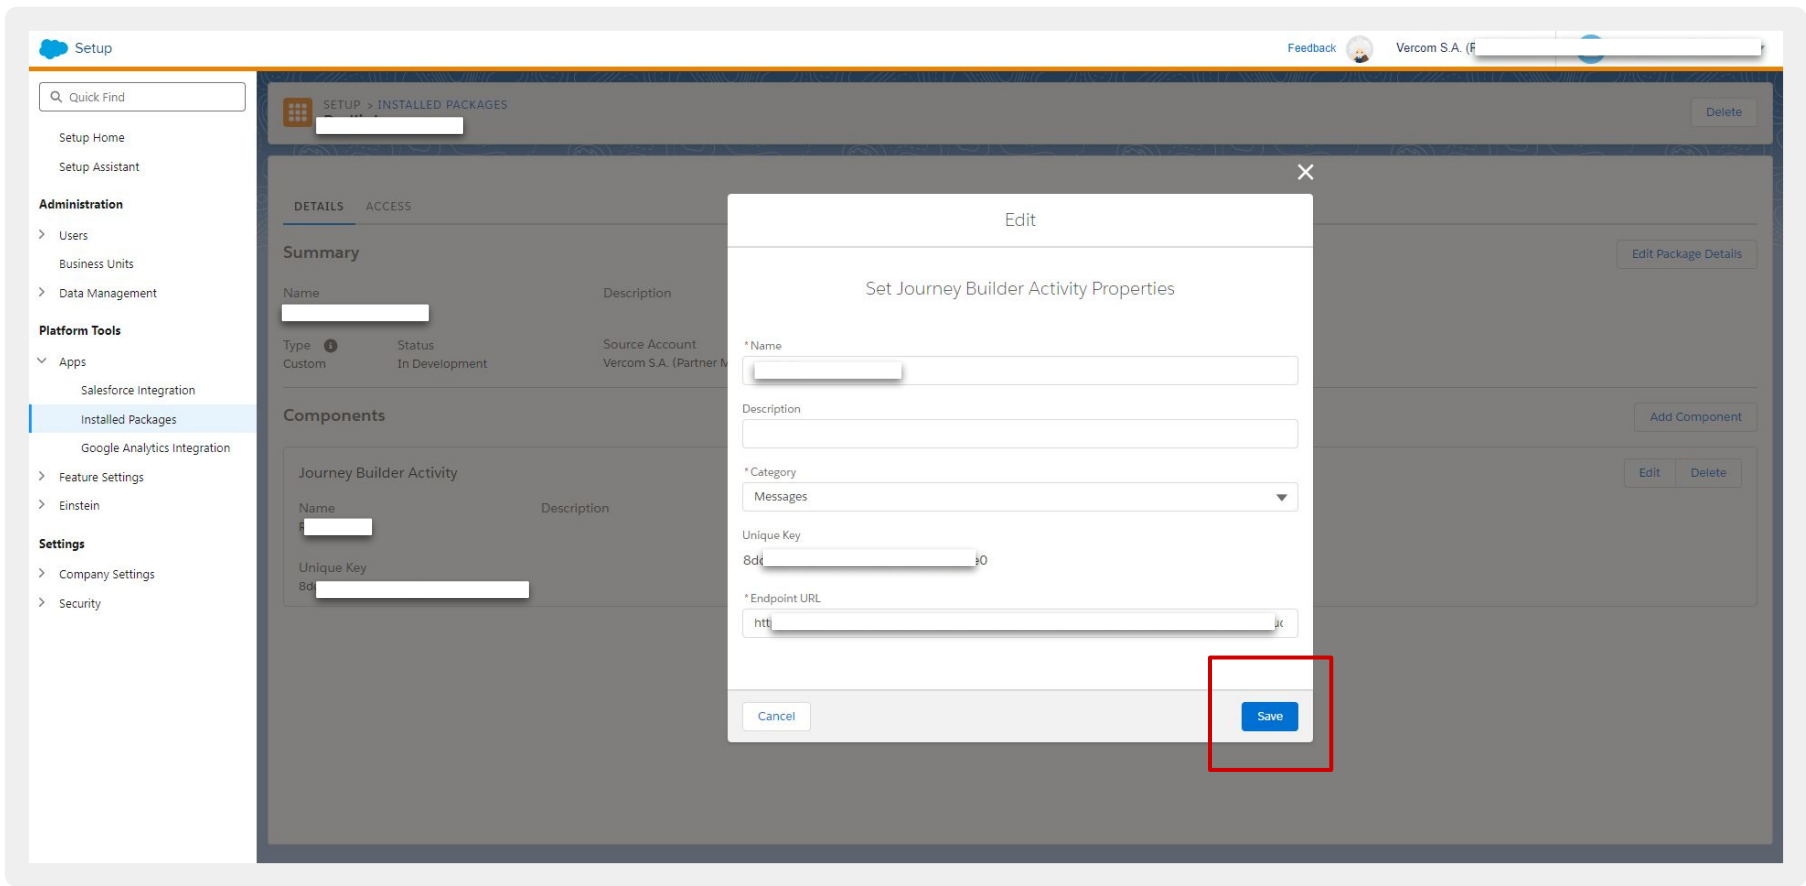 Setup
Feedback
Vercom S.A. (
Quick Find
Setup Home
Setup Assistant
Administration
Users
Business Units
Data Management
Platform Tools
Apps
Salesforce Integration
Installed Packages
Google Analytics Integration
Feature Settings
Einstein
Settings
Company Settings
Security
SETUP > INSTALLED PACKAGES
Delete
DETAILS ACCESS
Summary
Edit Package Details
Name
Description
Type
Status
Source Account
Custom
In Development
Vercom S.A. (Partner M
Components
Add Component
Journey Builder Activity
Edit
Delete
Name
Description
Unique Key
8d
Edit
Set Journey Builder Activity Properties
*Name
Description
*Category
Messages
Unique Key
8d e0
*Endpoint URL
htt
Cancel
Save